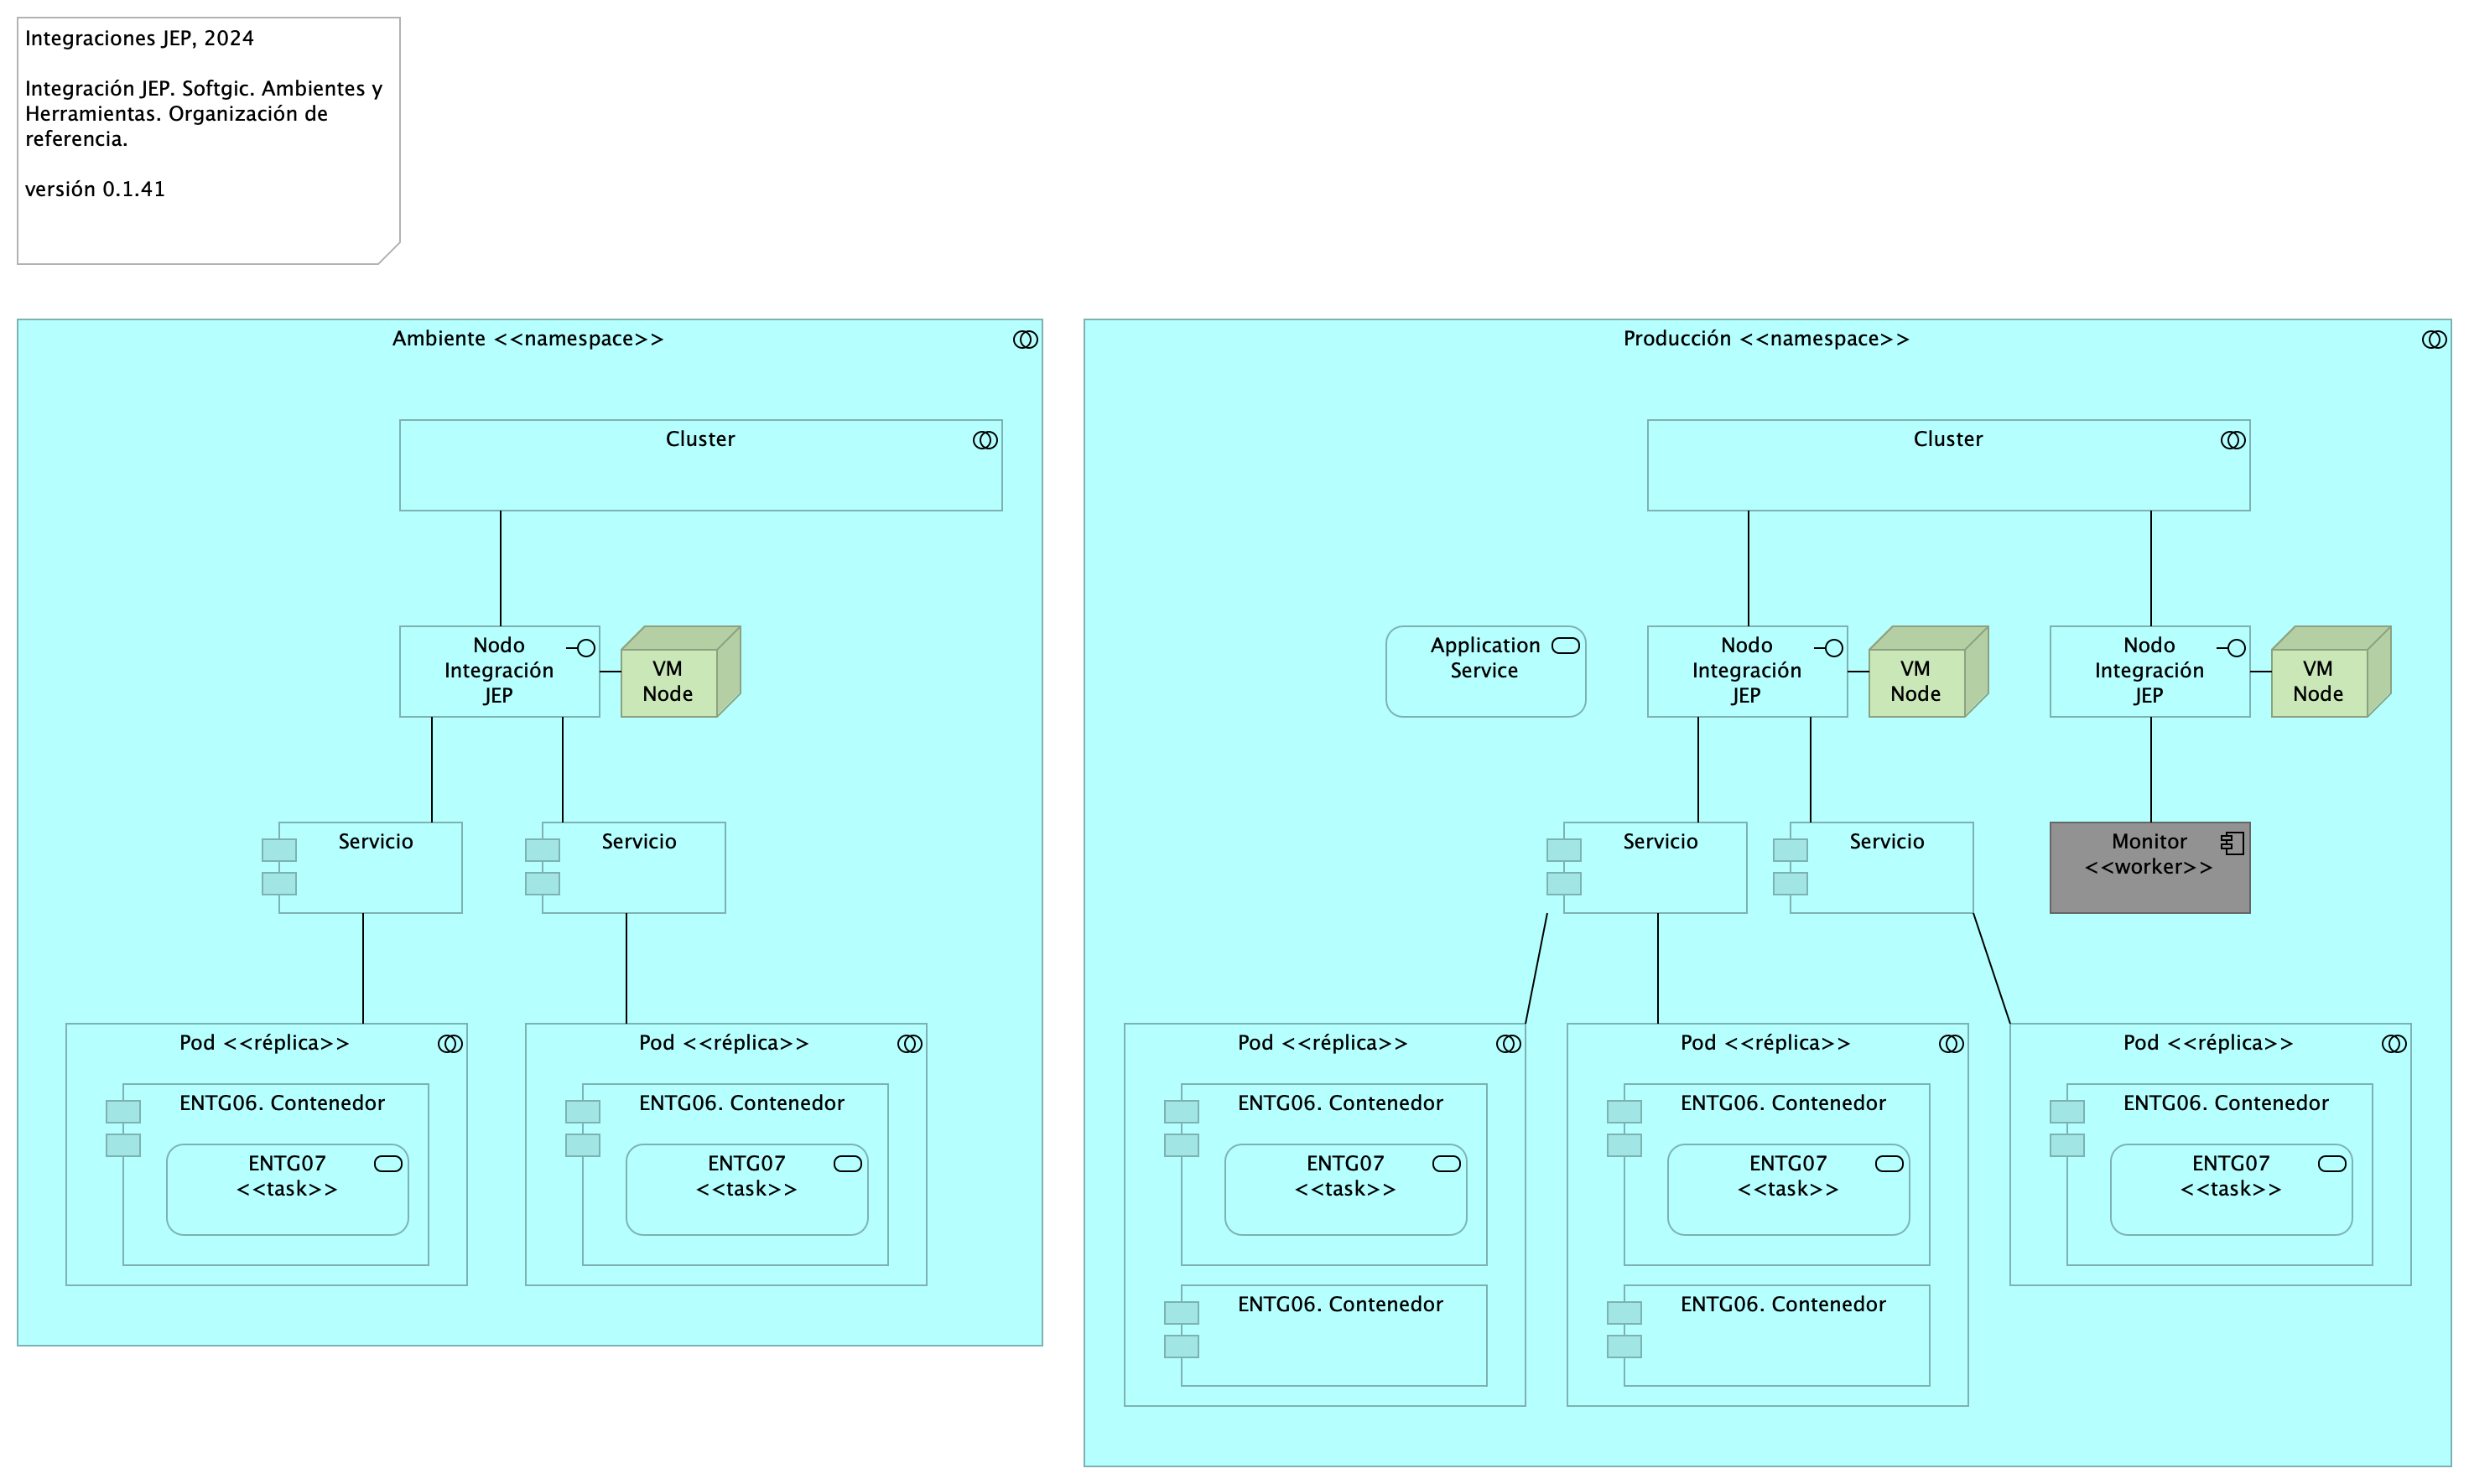 Integraciones JEP, 2024
Integración JEP. Softgic. Ambientes y
Herramientas. Organización de
referencia.
versión 0.1.41
Ambiente <<namespace>>
Cluster
Nodo
Integración
JEP
VM
Node
Servicio
Servicio
Pod <<réplica>>
ENTG06. Contenedor
ENTG07
<<task>>
Pod <<réplica>>
ENTG06. Contenedor
ENTG07
<<task>>
Producción <<namespace>>
Cluster
Application
Service
Nodo
Integración
JEP
VM
Node
Nodo
Integración
JEP
VM
Node
Servicio
Servicio
Monitor
<<worker>>
Pod <<réplica>>
ENTG06. Contenedor
ENTG07
<<task>>
ENTG06. Contenedor
Pod <<réplica>>
ENTG06. Contenedor
ENTG07
<<task>>
ENTG06. Contenedor
Pod <<réplica>>
ENTG06. Contenedor
ENTG07
<<task>>